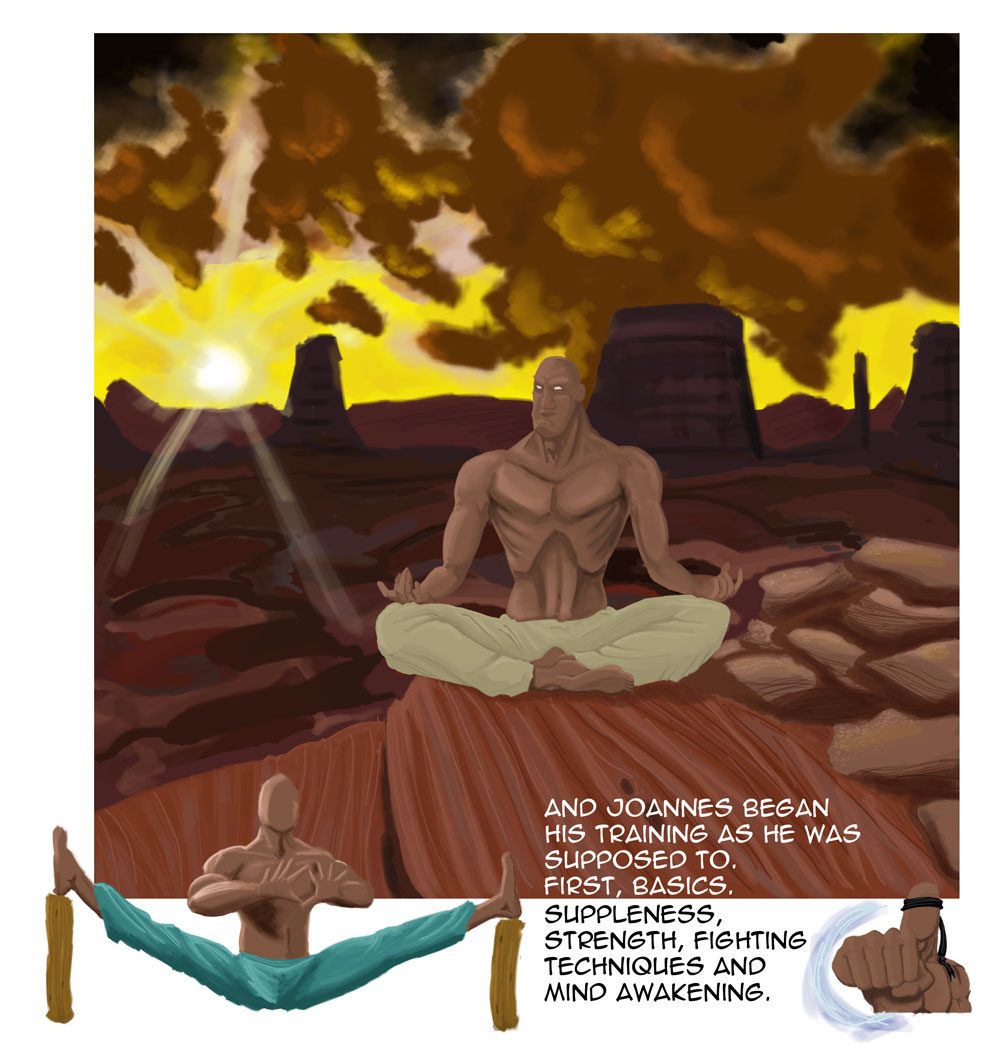 AND JOANNES BEGAN
HIS TRAINING AS HE WAS
SUPPOSED TO.
FIRST, BASICS.
SUPPLENESS,
STRENGTH, FIGHTING
TECHNIQUES AND
MIND AWAKENING.